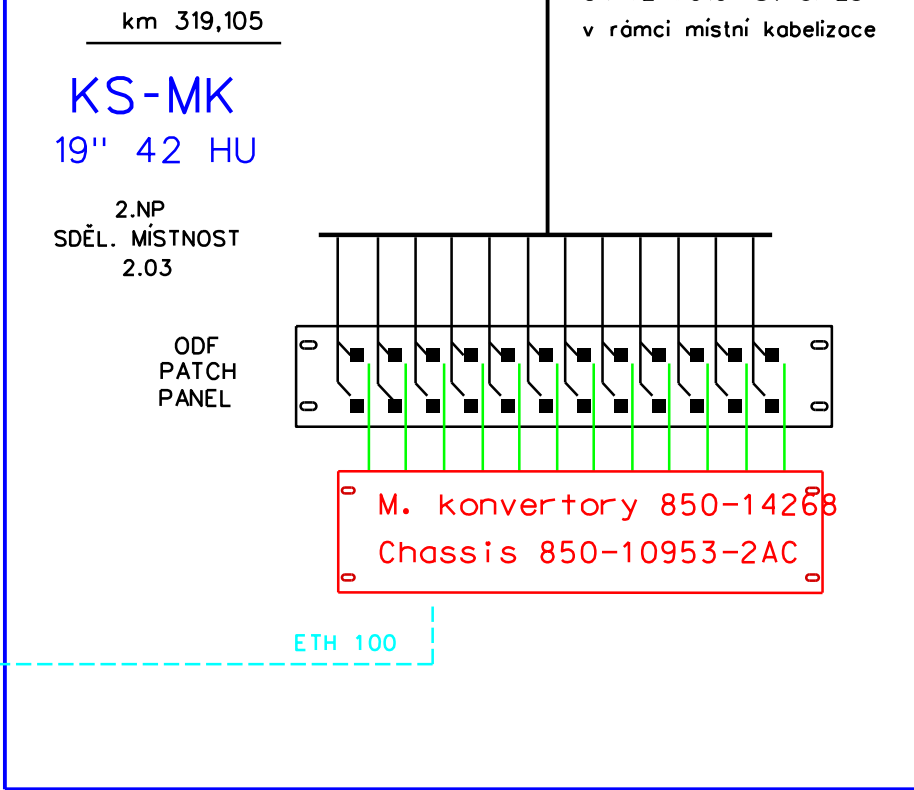 km 319,105
v rámci místní kabelizace
KS-MK
19'' 42 HU
2.NP
SDĚL. MÍSTNOST
2.03
ODF
PATCH
PANEL
M. konvertory 850-14268
Chassis 850-10953-2AC
ETH 100